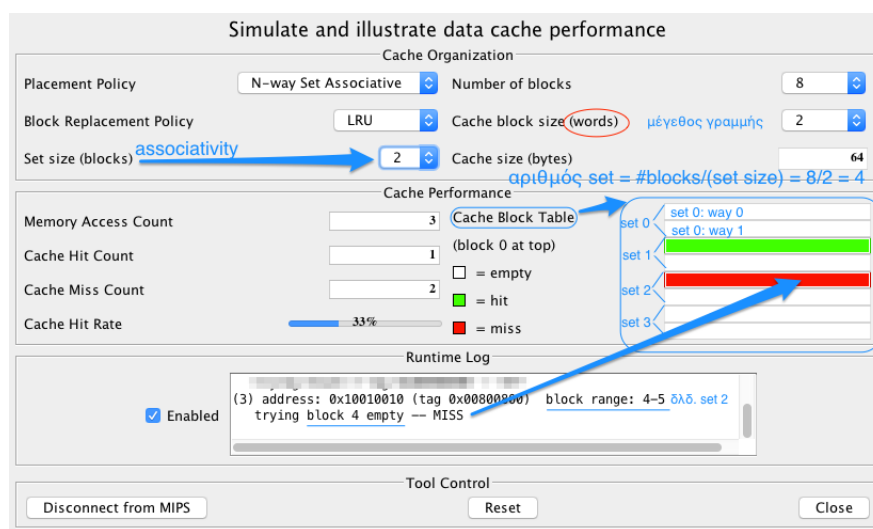 Simulate and illustrate data cache performance
Cache Organization
Placement Policy N-way Set Associative Number of blocks 8
Block Replacement Policy LRU Cache block size (words) μέγεθος γραμμής 2
Set size (blocks) associativity 2 Cache size (bytes) 64
αριθμός set = #blocks/(set size) = 8/2 = 4
Cache Performance
Memory Access Count 3 Cache Block Table set 0 set 0: way 0
set 0: way 1
Cache Hit Count 1 (block 0 at top) set 1
= empty
Cache Miss Count 2 = hit set 2
Cache Hit Rate 33% = miss set 3
Runtime Log
Enabled
(3) address: 0x10010010 (tag 0x00800800) block range: 4-5 δλδ. set 2
trying block 4 empty -- MISS
Tool Control
Disconnect from MIPS Reset Close